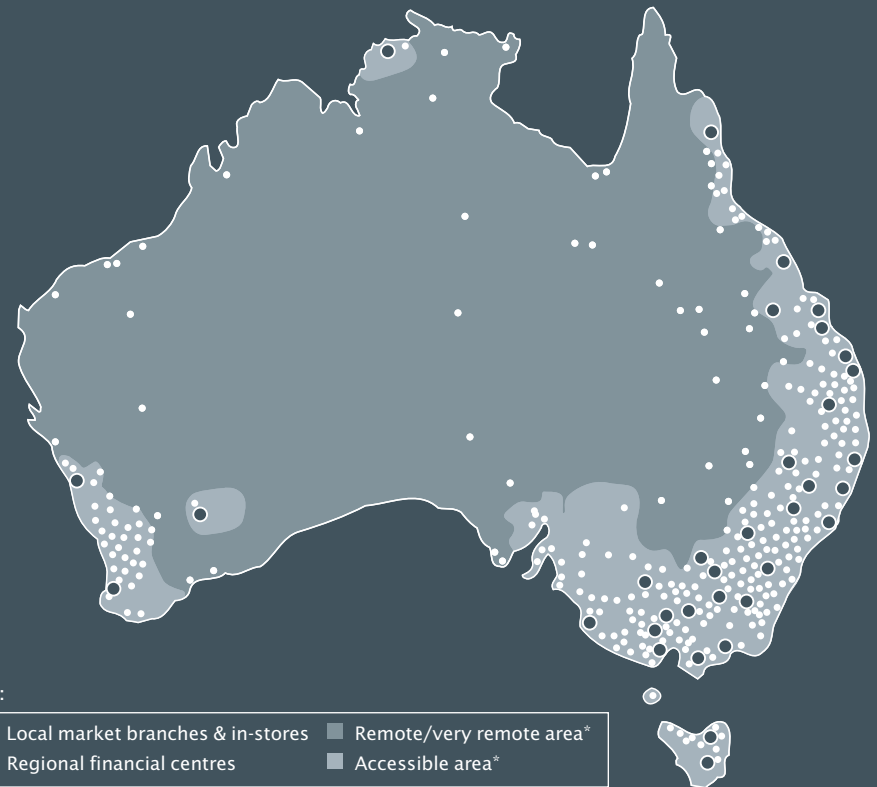 :
Local market branches & in-stores
Remote/very remote area*
Regional financial centres
Accessible area*